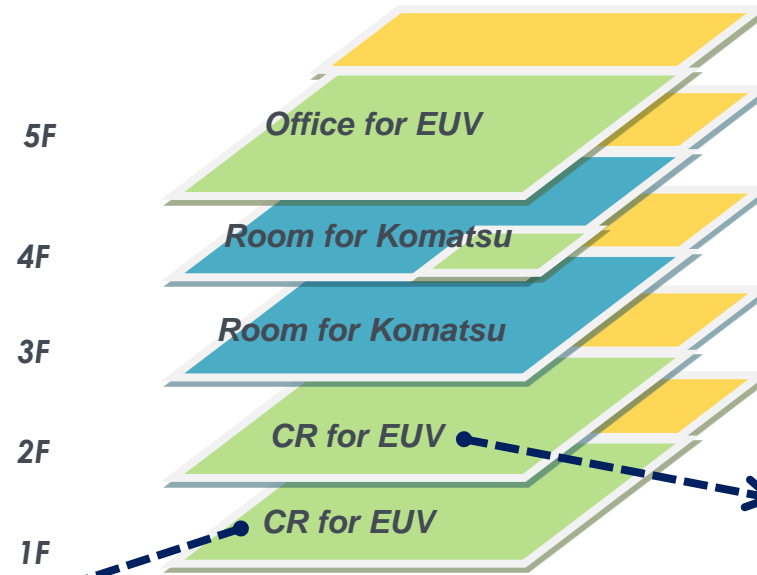 5F
Office for EUV
4F
Room for Komatsu
3F
Room for Komatsu
2F
CR for EUV
1F
CR for EUV